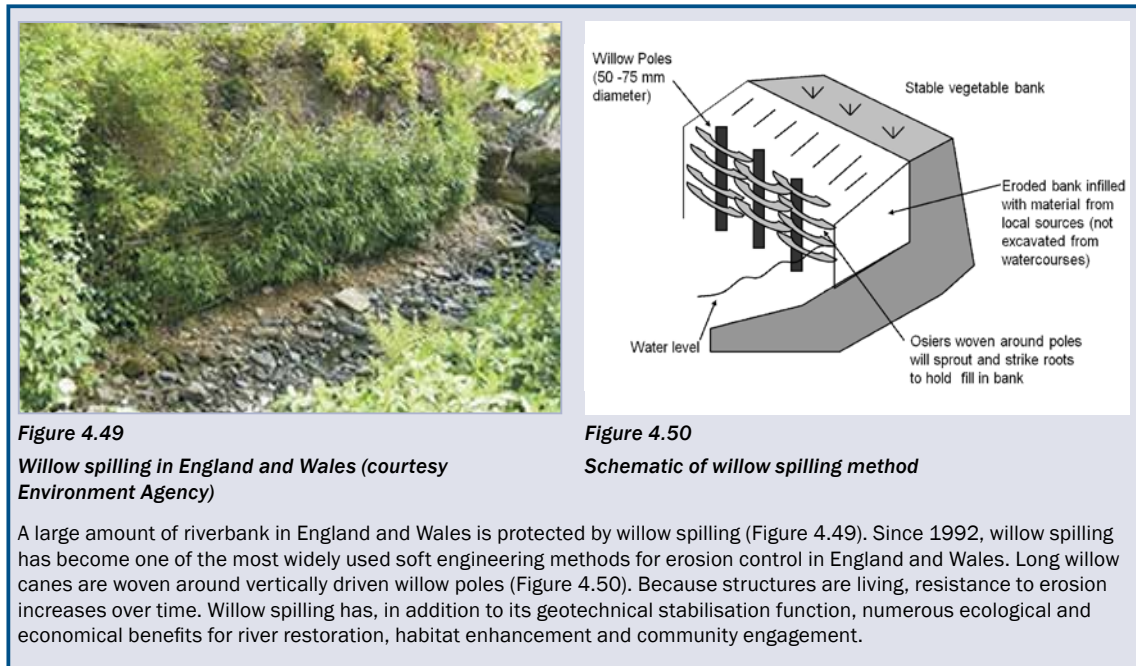 Willow Poles
(50 -75 mm
diameter)
Stable vegetable bank
Eroded bank infilled
with material from
local sources (not
excavated from
watercourses)
Water level
Osiers woven around poles
will sprout and strike roots
to hold fill in bank
Figure 4.49
Willow spilling in England and Wales (courtesy
Environment Agency)
Figure 4.50
Schematic of willow spilling method
A large amount of riverbank in England and Wales is protected by willow spilling (Figure 4.49). Since 1992, willow spilling
has become one of the most widely used soft engineering methods for erosion control in England and Wales. Long willow
canes are woven around vertically driven willow poles (Figure 4.50). Because structures are living, resistance to erosion
increases over time. Willow spilling has, in addition to its geotechnical stabilisation function, numerous ecological and
economical benefits for river restoration, habitat enhancement and community engagement.